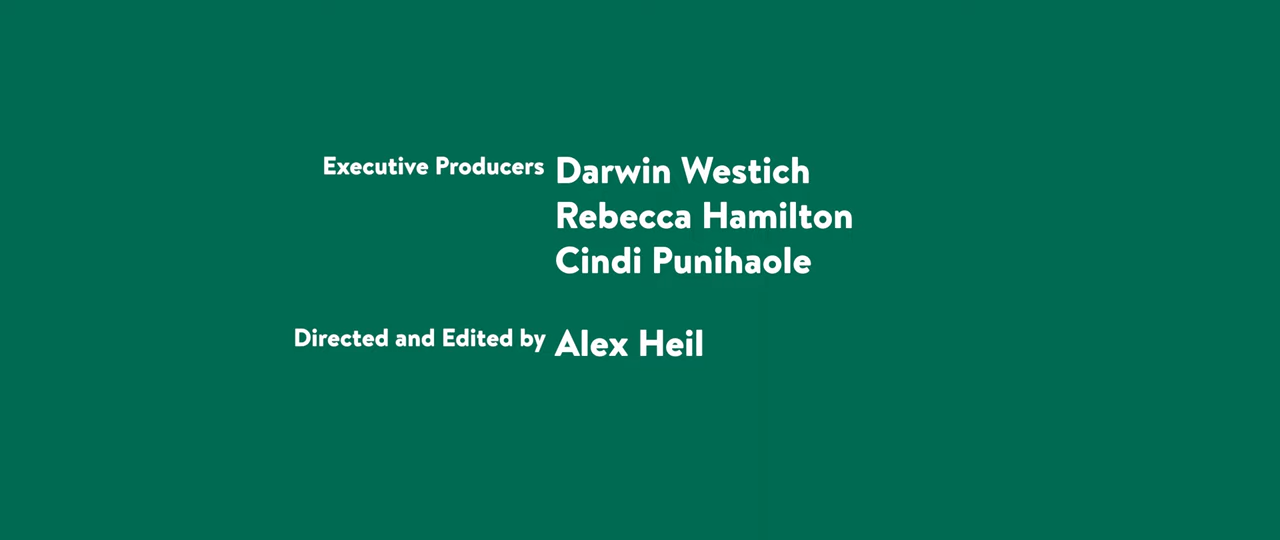 Executive Producers Darwin Westich
Rebecca Hamilton
Cindi Punihaole
Directed and Edited by Alex Heil